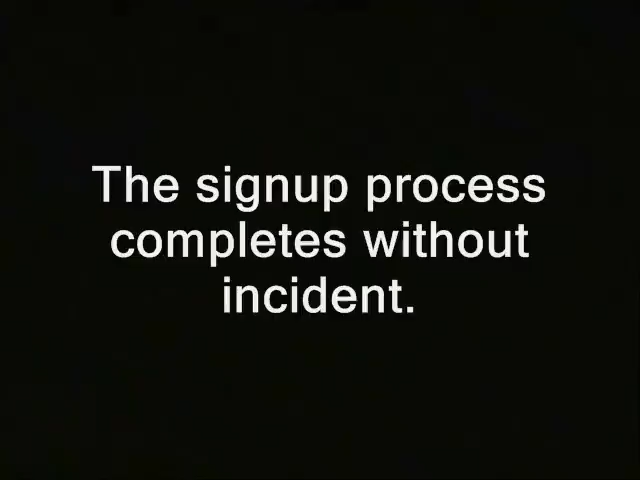 The signup process
completes without
incident.